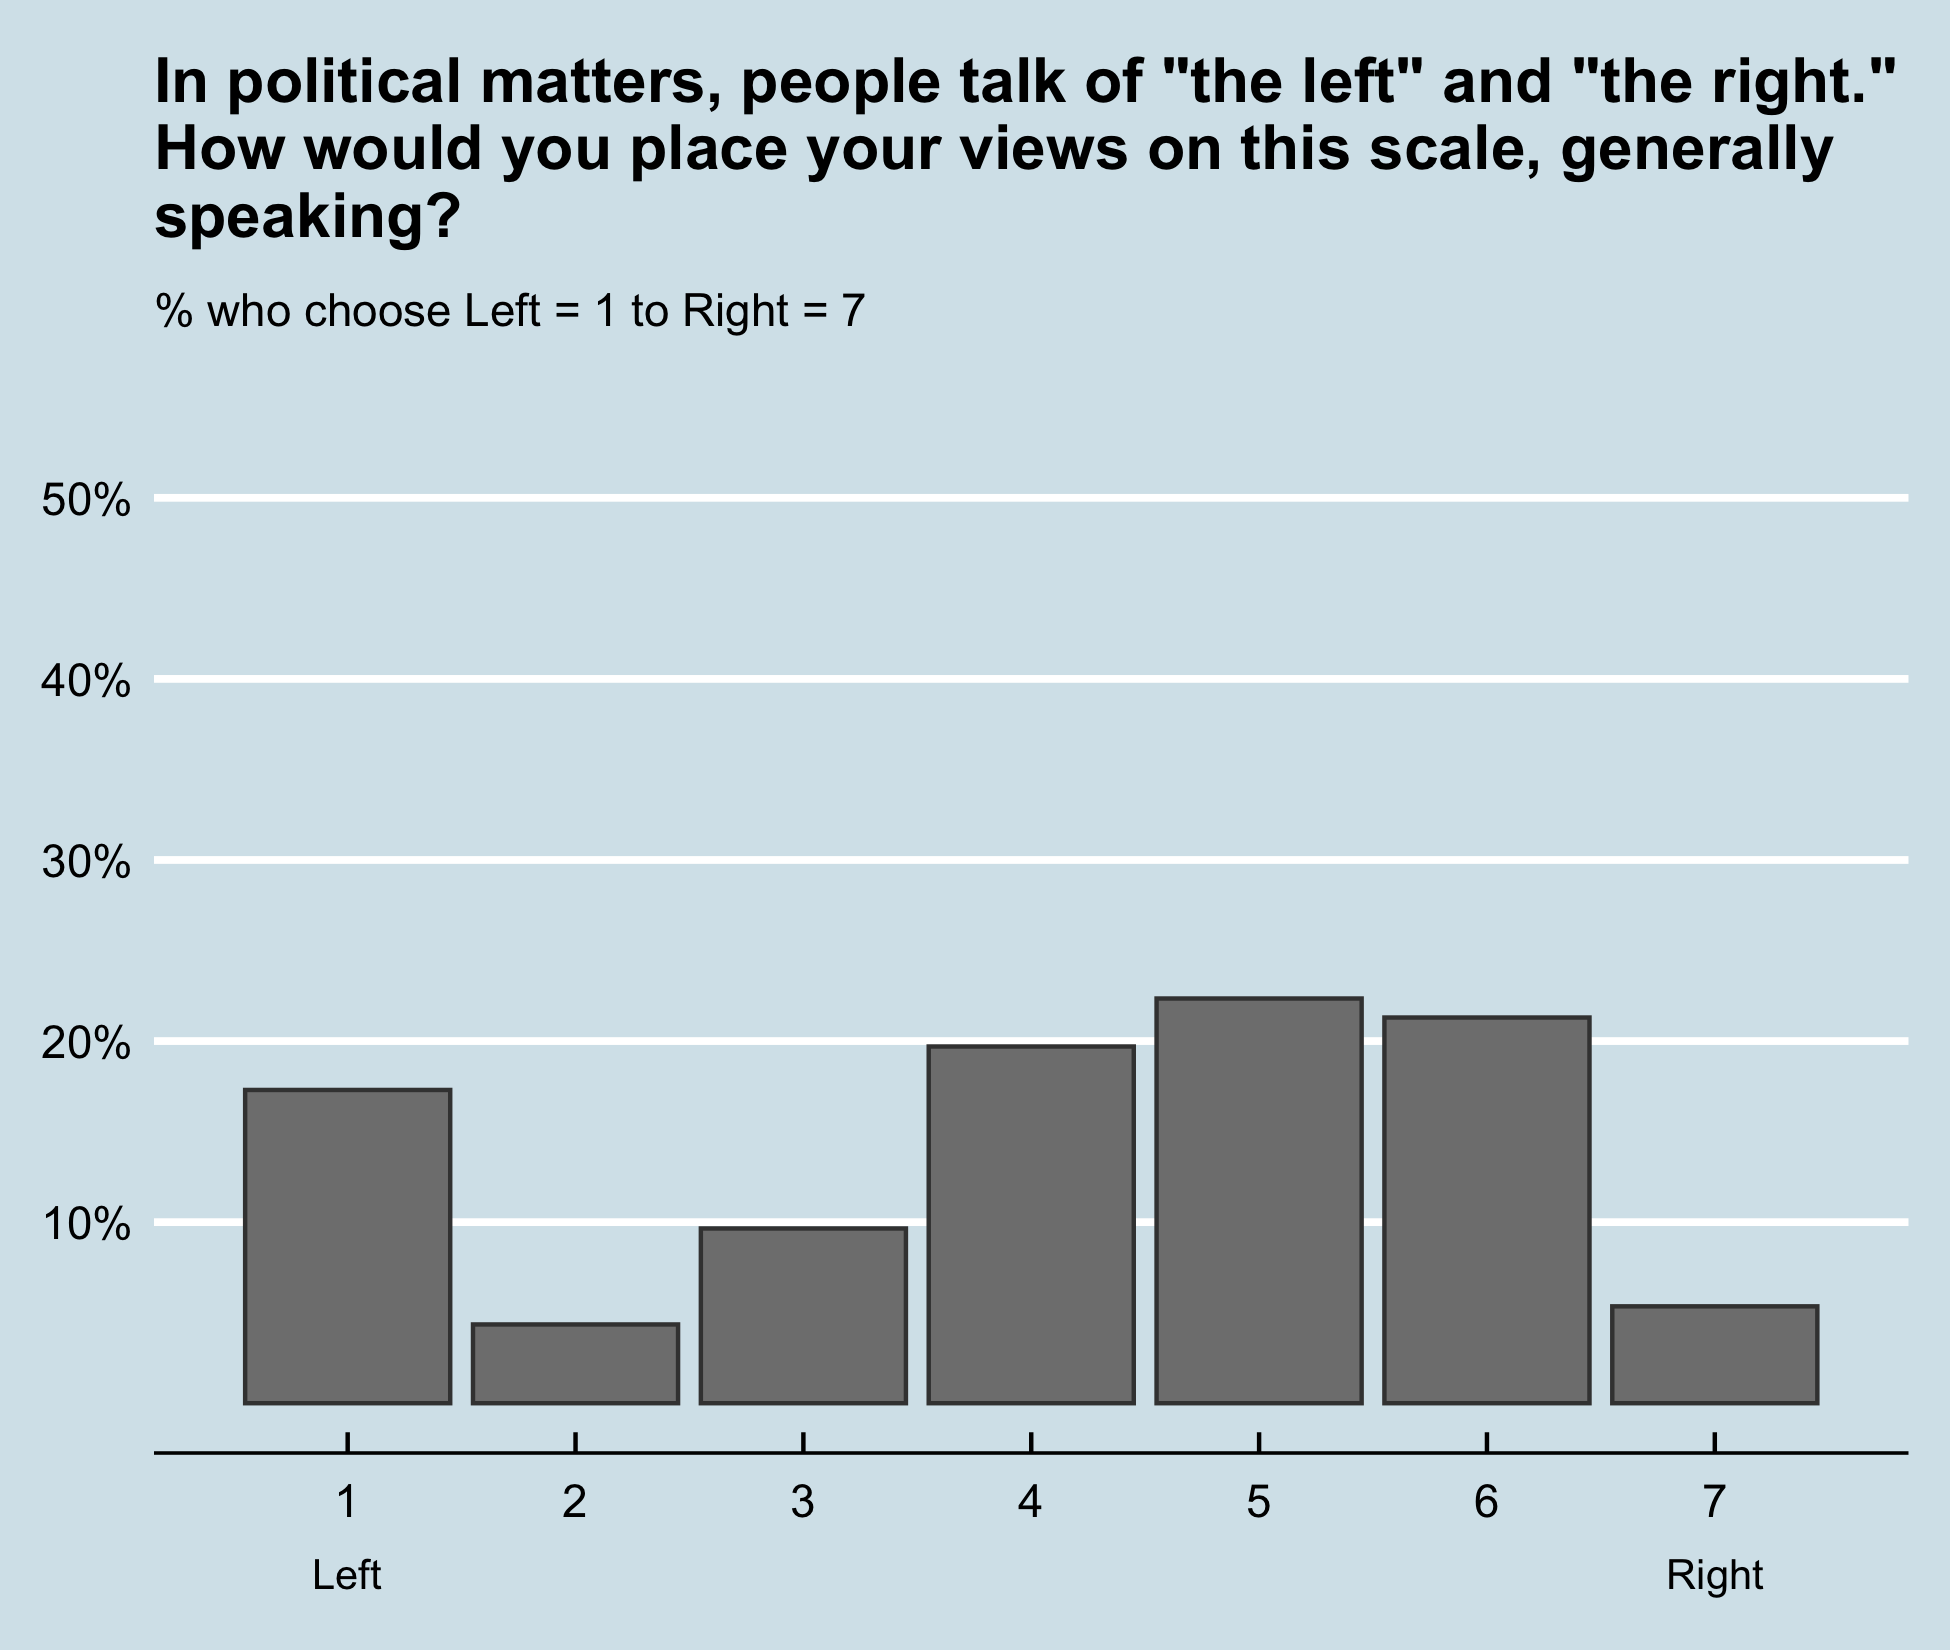 In political matters, people talk of "the left" and "the right."
How would you place your views on this scale, generally
speaking?
% who choose Left = 1 to Right = 7
50%
40%
30%
20%
10%
1 2 3 4 5 6 7
Left Right